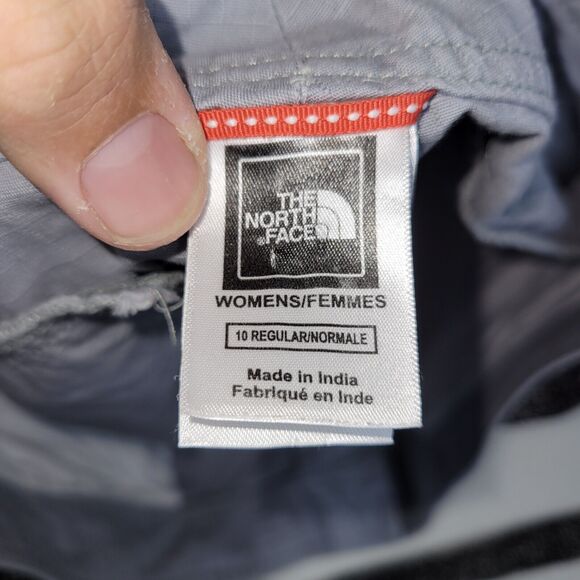 THE
NORTH
FACE
WOMENS/FEMMES
10 REGULAR/NORMALE
Made in India
Fabriqué en Inde